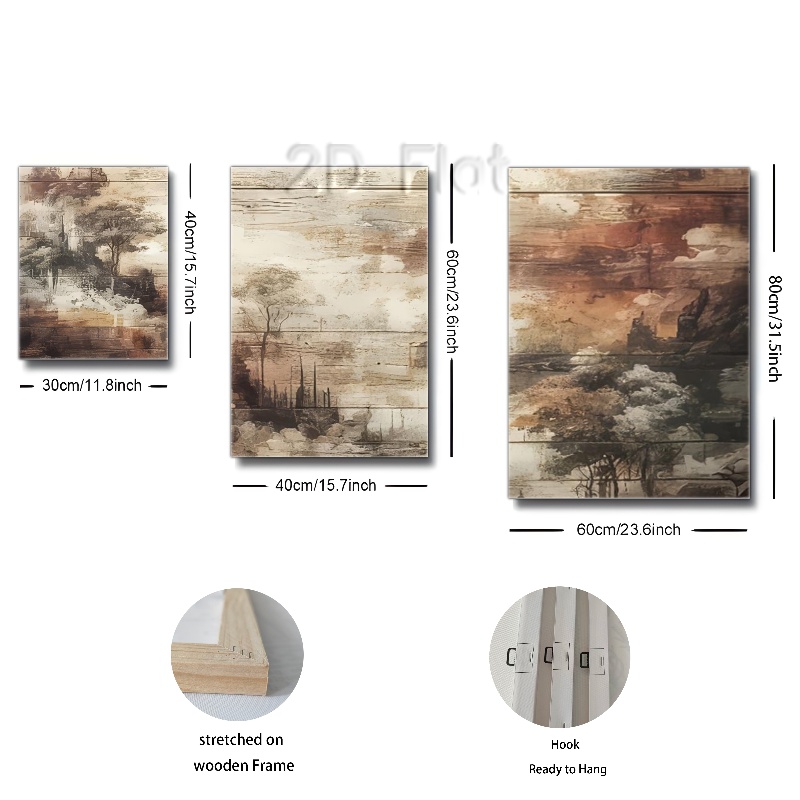 2D Flat
40cm/15.7inch
30cm/11.8inch
60cm/23.6inch
40cm/15.7inch
80cm/31.5inch
60cm/23.6inch
stretched on
wooden Frame
Hook
Ready to Hang